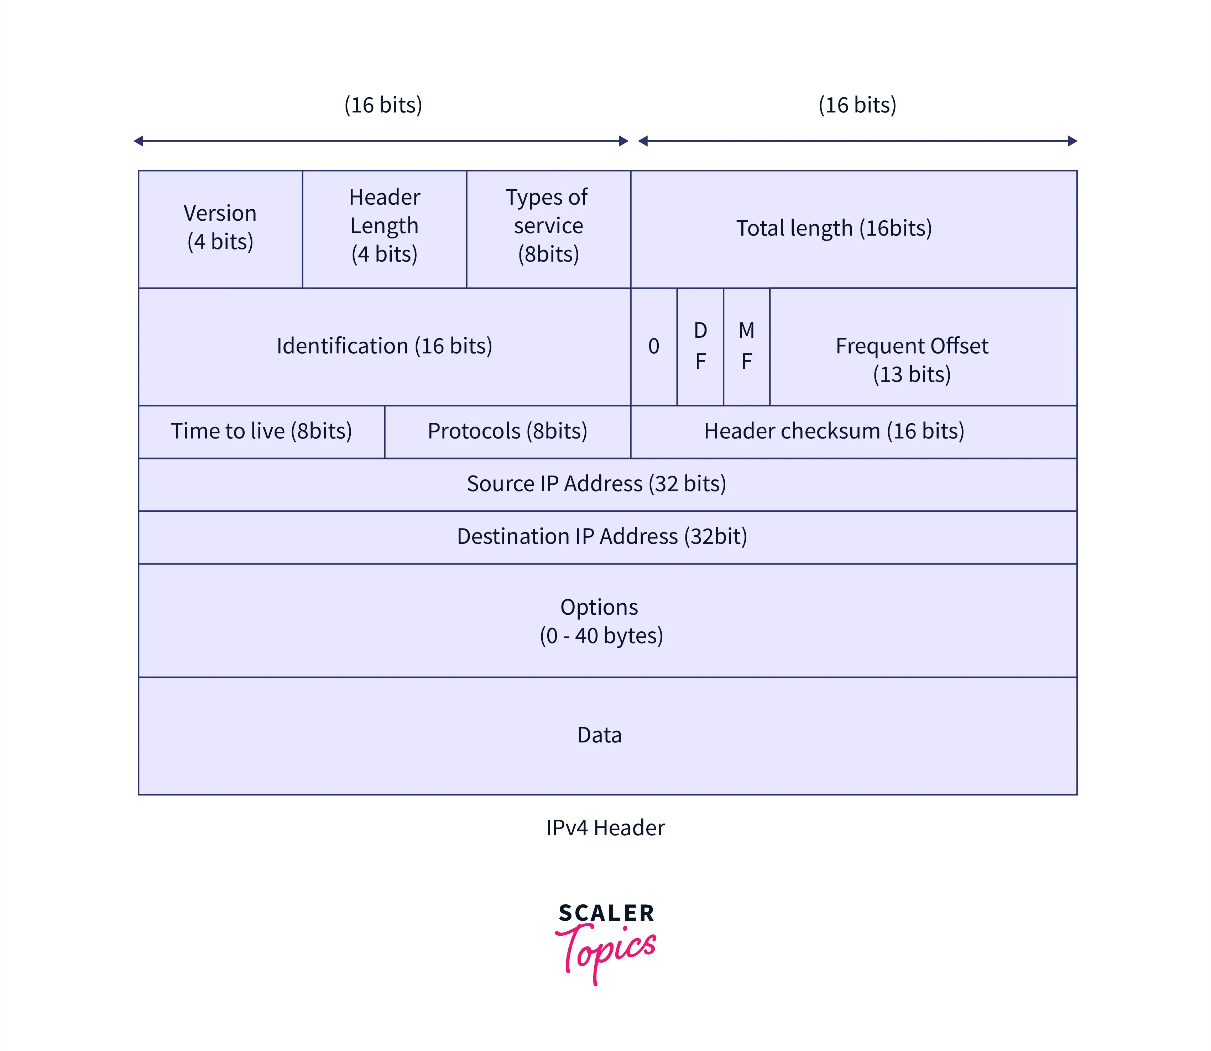 (16 bits) (16 bits)
Version
(4 bits)
Header
Length
(4 bits)
Types of
service
(8bits)
Total length (16bits)
Identification (16 bits)
0
D
F
M
F
Frequent Offset
(13 bits)
Time to live (8bits)
Protocols (8bits)
Header checksum (16 bits)
Source IP Address (32 bits)
Destination IP Address (32bit)
Options
(0 - 40 bytes)
Data
IPv4 Header
SCALER
Topics